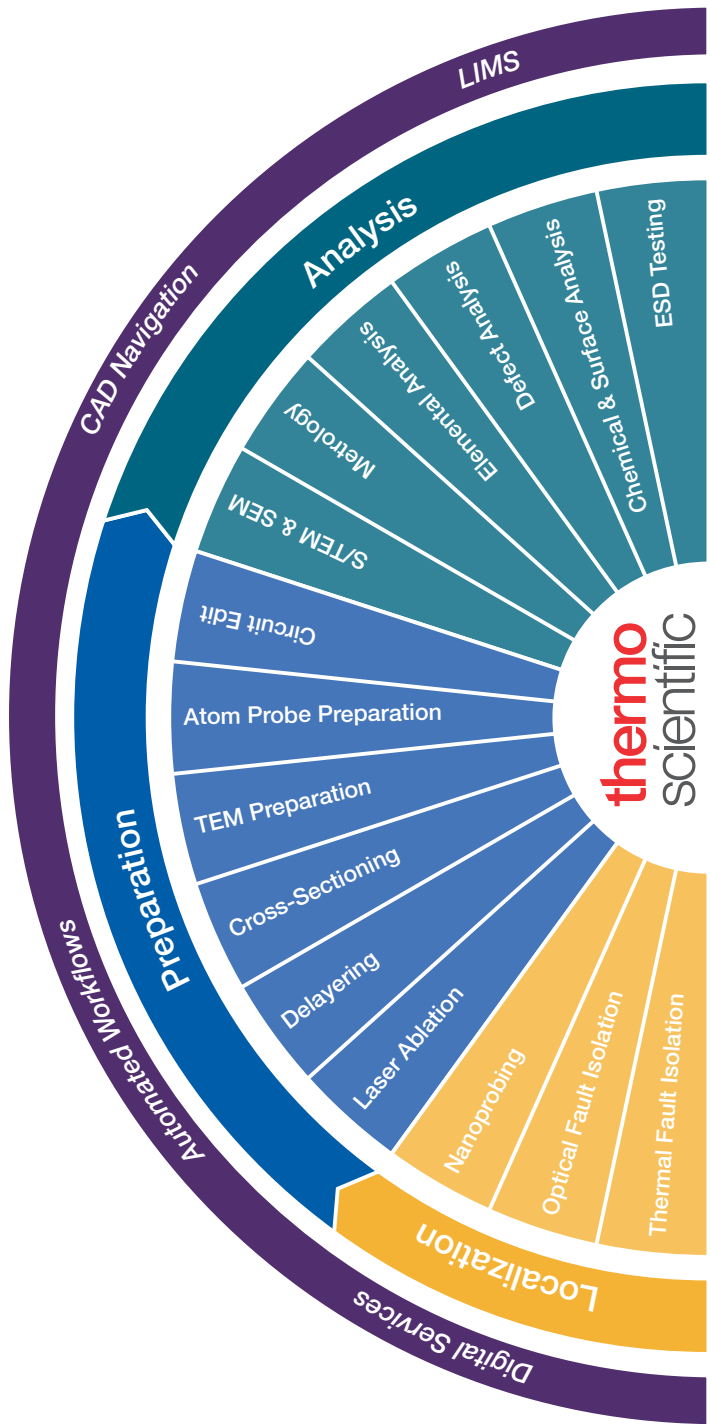 LIMS
CAD Navigation
Automated Workflows
Digital Services
Analysis
Preparation
Localization
ESD Testing
Chemical & Surface Analysis
Defect Analysis
Elemental Analysis
Metrology
S/TEM & SEM
Circuit Edit
Atom Probe Preparation
TEM Preparation
Cross-Sectioning
Delayering
Laser Ablation
Nanoprobing
Optical Fault Isolation
Thermal Fault Isolation
thermo
scientific